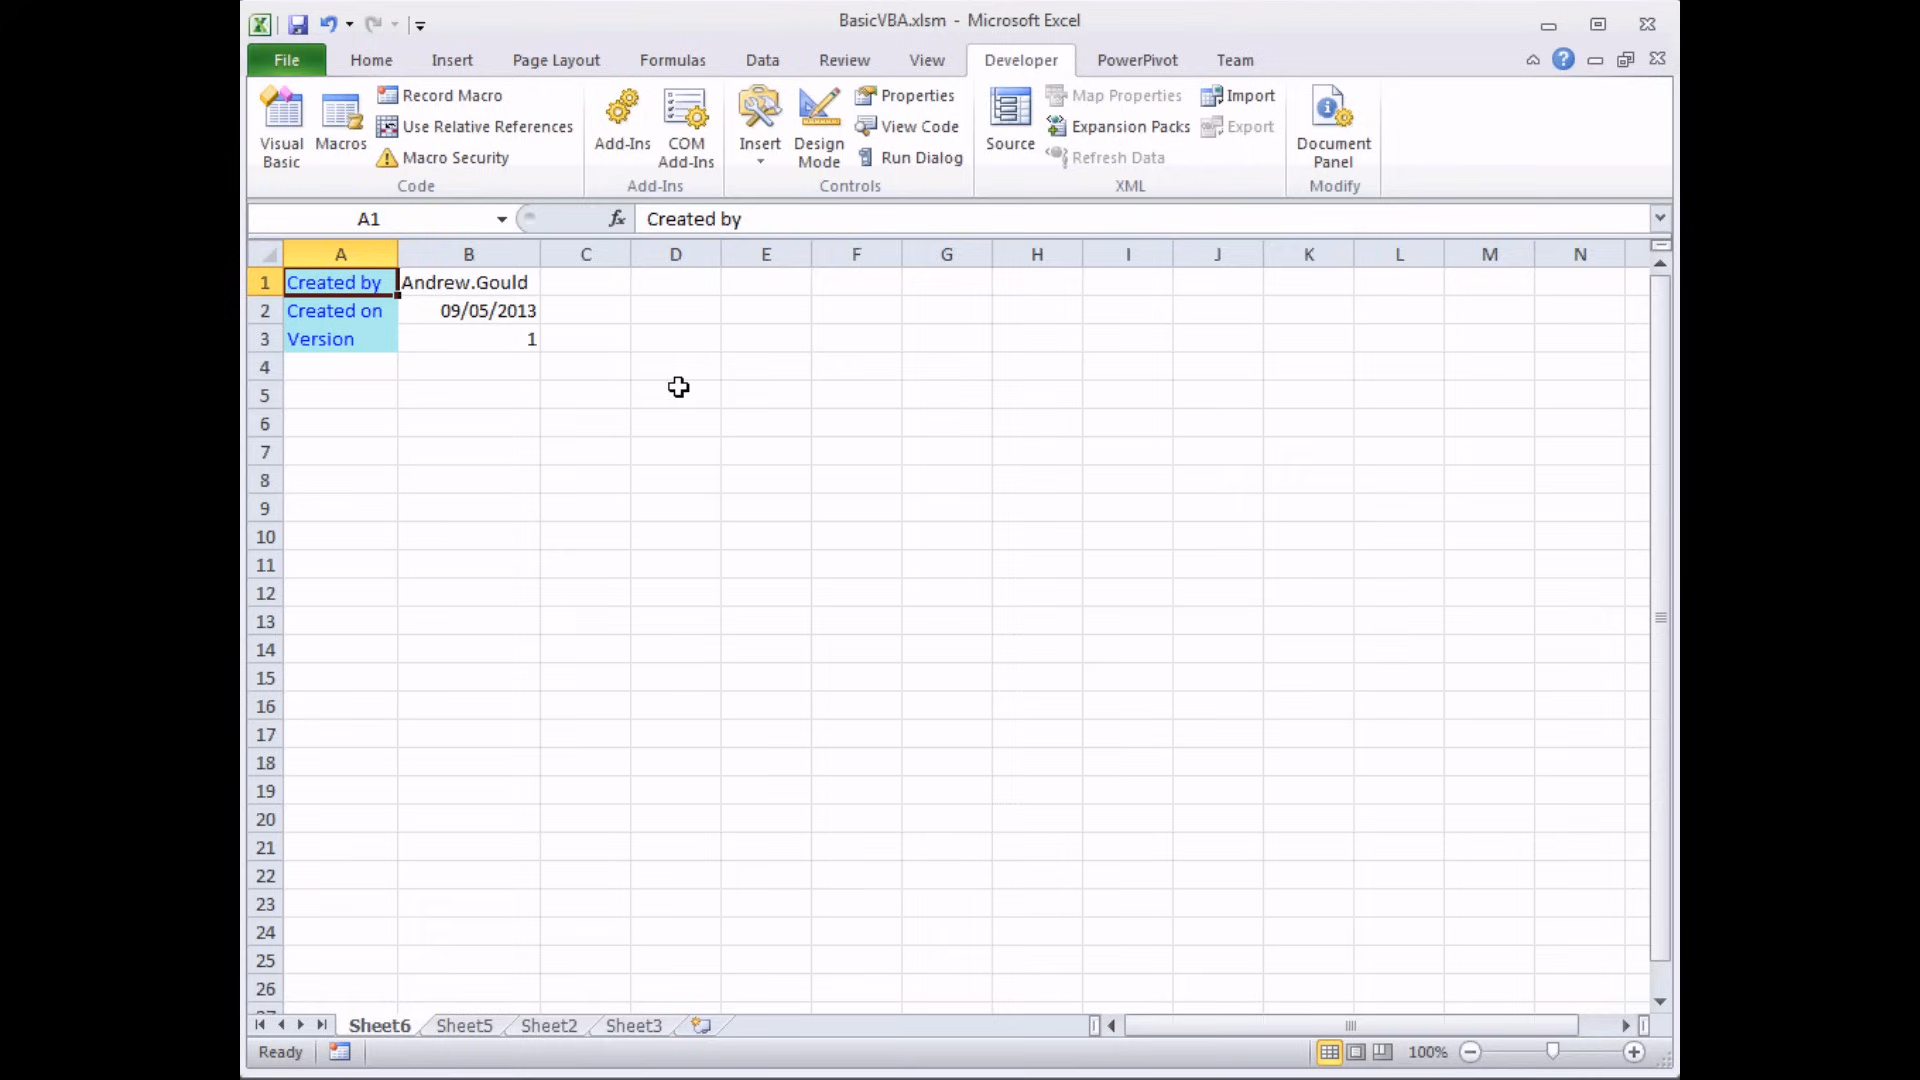 BasicVBA.xlsm - Microsoft Excel
File Home Insert Page Layout Formulas Data Review View Developer PowerPivot Team
Visual Basic
Macros
Record Macro
Use Relative References
Macro Security
Code
Add-Ins
COM Add-Ins
Add-Ins
Insert
Design Mode
Properties
View Code
Run Dialog
Controls
Source
Map Properties
Expansion Packs
Refresh Data
Import
Export
XML
Document Panel
Modify
A1 fx Created by
A B C D E F G H I J K L M N
1 Created by Andrew.Gould
2 Created on 09/05/2013
3 Version 1
4
5
6
7
8
9
10
11
12
13
14
15
16
17
18
19
20
21
22
23
24
25
26
Sheet6 Sheet5 Sheet2 Sheet3
Ready 100%